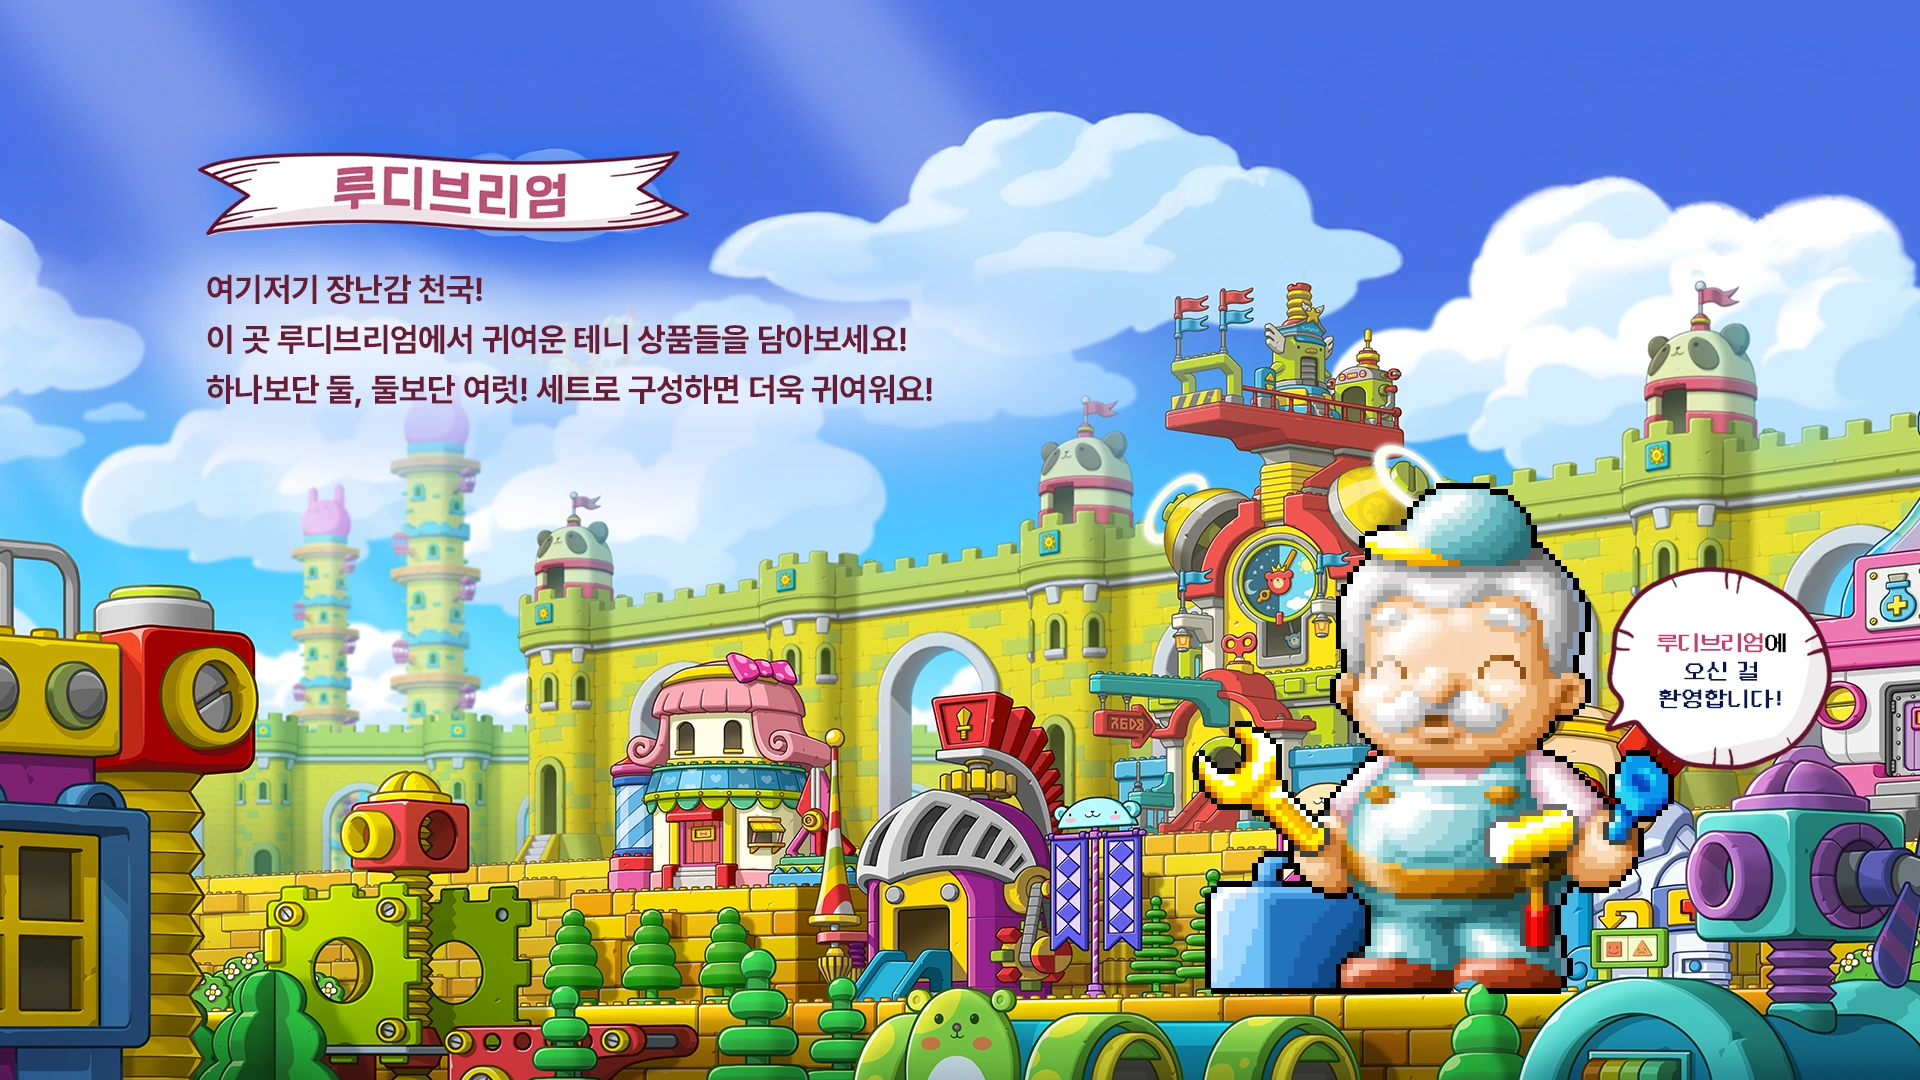 루디브리엄
여기저기 장난감 천국!
이 곳 루디브리엄에서 귀여운 테니 상품들을 담아보세요!
하나보단 둘, 둘보단 여럿! 세트로 구성하면 더욱 귀여워요!
루디브리엄에
오신 걸
환영합니다!